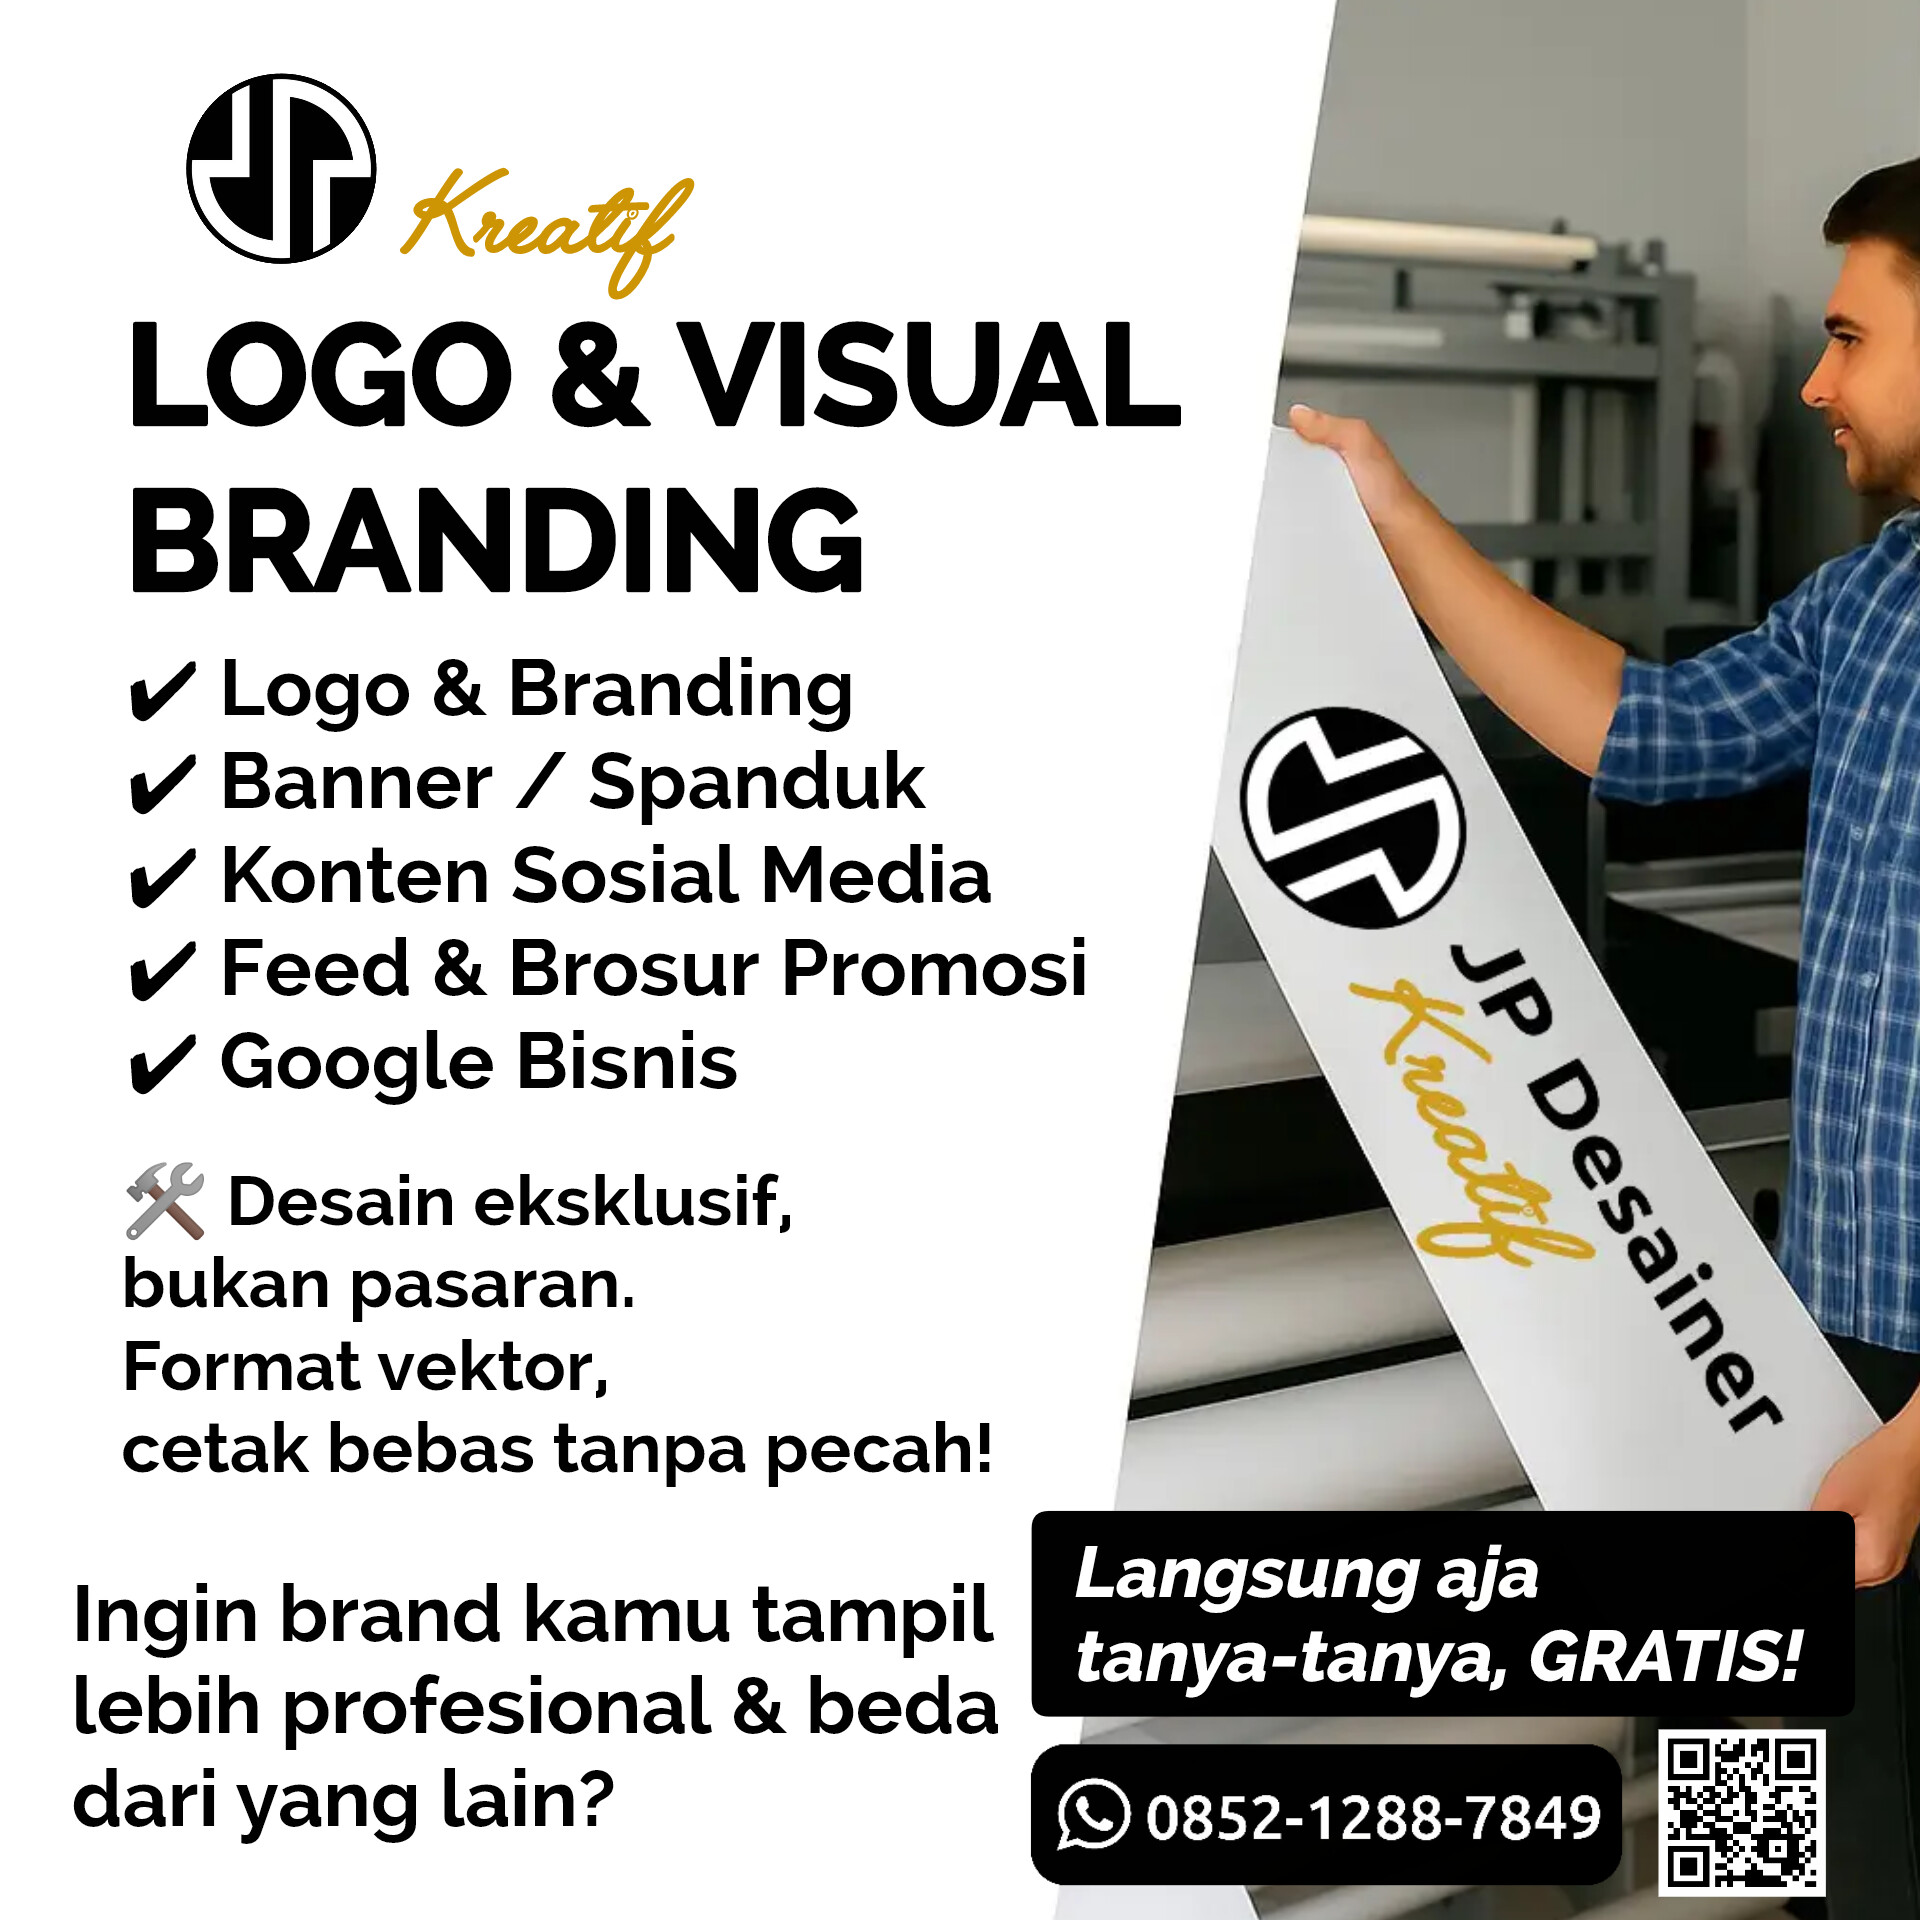 JP
Kreatif
LOGO & VISUAL
BRANDING
✔ Logo & Branding
✔ Banner / Spanduk
✔ Konten Sosial Media
✔ Feed & Brosur Promosi
✔ Google Bisnis
🛠 Desain eksklusif,
bukan pasaran.
Format vektor,
cetak bebas tanpa pecah!
Ingin brand kamu tampil
lebih profesional & beda
dari yang lain?
JP Desainer
Kreatif
Langsung aja
tanya-tanya, GRATIS!
0852-1288-7849